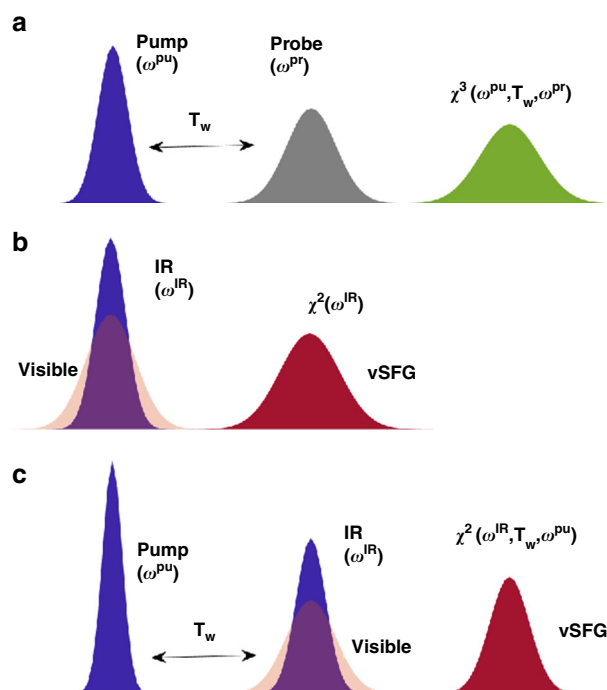 a
Pump
(ω^pu)
Probe
(ω^pr)
T_w
χ^3 (ω^pu,T_w,ω^pr)
b
IR
(ω^IR)
χ^2(ω^IR)
Visible
vSFG
c
Pump
(ω^pu)
IR
(ω^IR)
χ^2 (ω^IR,T_w,ω^pu)
T_w
Visible
vSFG